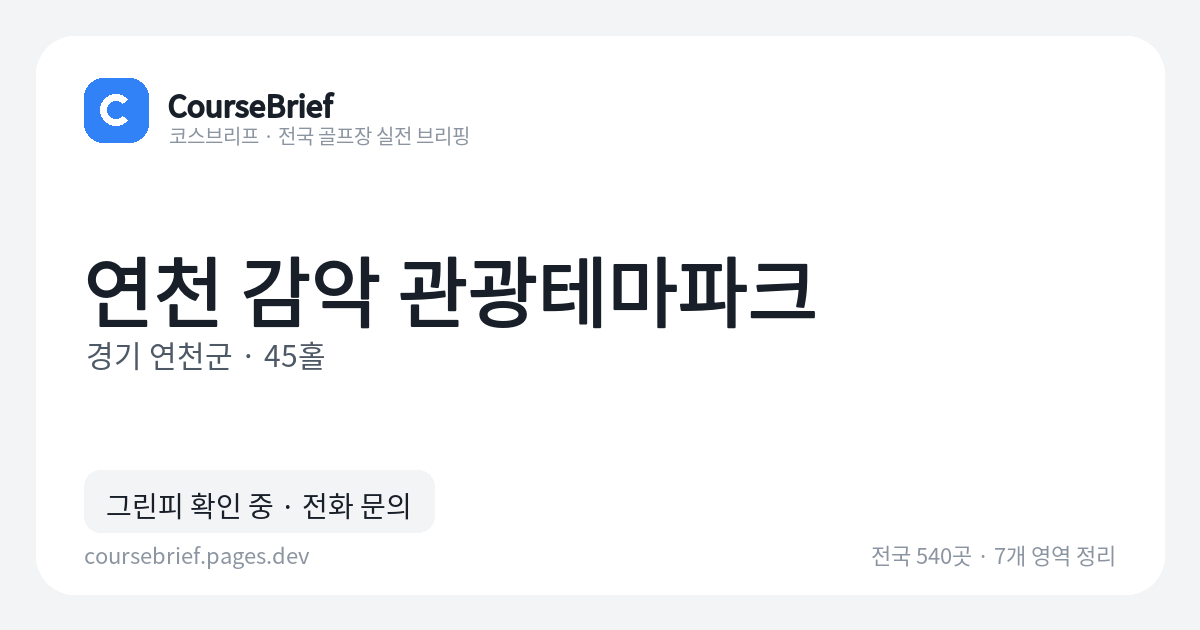 C
CourseBrief
코스브리프 · 전국 골프장 실전 브리핑
연천 감악 관광테마파크
경기 연천군 · 45홀
그린피 확인 중 · 전화 문의
coursebrief.pages.dev
전국 540곳 · 7개 영역 정리